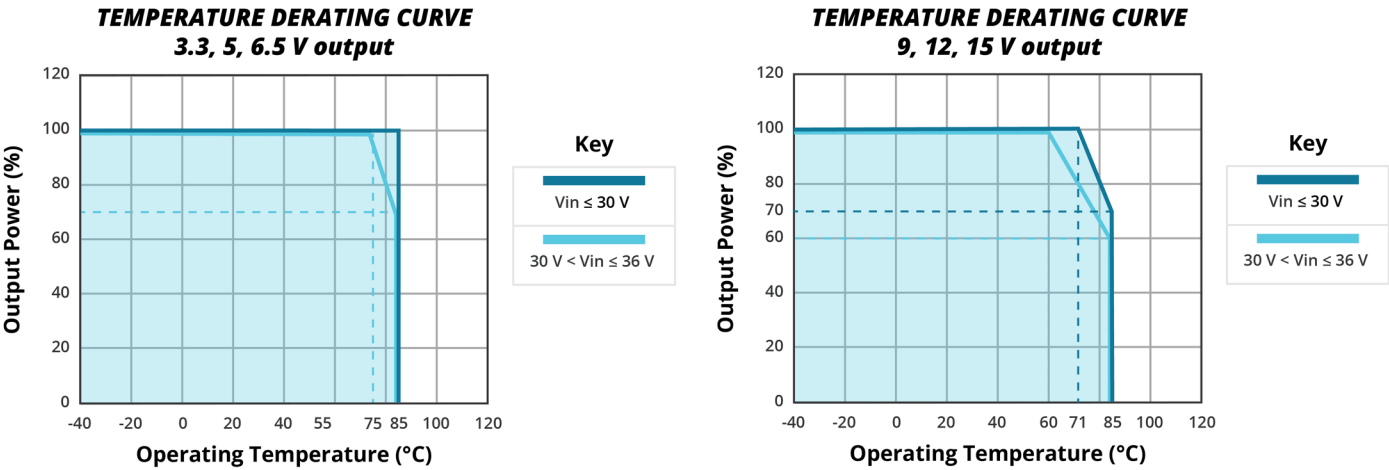 TEMPERATURE DERATING CURVE
3.3, 5, 6.5 V output
120
100
80
60
40
20
0
-40 -20 0 20 40 55 75 85 100 120
Output Power (%)
Operating Temperature (°C)
Key
Vin ≤ 30 V
30 V < Vin ≤ 36 V
TEMPERATURE DERATING CURVE
9, 12, 15 V output
120
100
80
70
60
40
20
0
-40 -20 0 20 40 60 71 85 100 120
Output Power (%)
Operating Temperature (°C)
Key
Vin ≤ 30 V
30 V < Vin ≤ 36 V